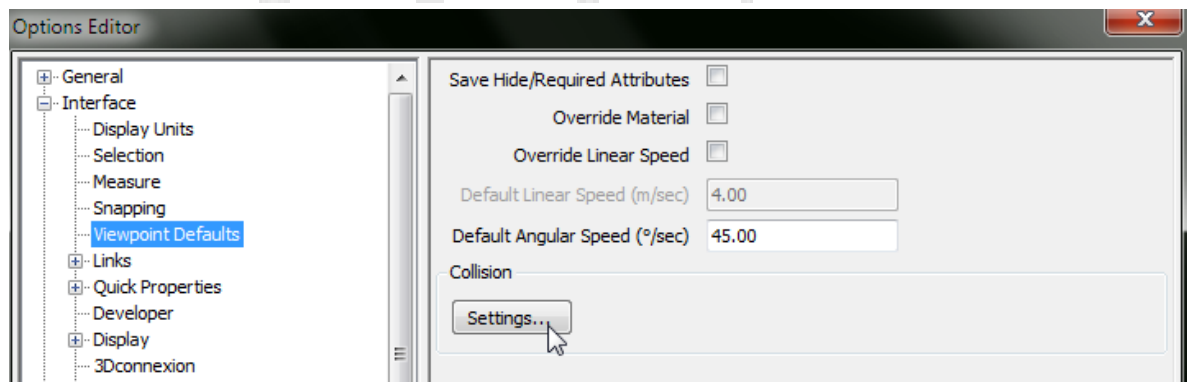 Options Editor
General
Interface
Display Units
Selection
Measure
Snapping
Viewpoint Defaults
Links
Quick Properties
Developer
Display
3Dconnexion
Save Hide/Required Attributes
Override Material
Override Linear Speed
Default Linear Speed (m/sec) 4.00
Default Angular Speed (°/sec) 45.00
Collision
Settings...